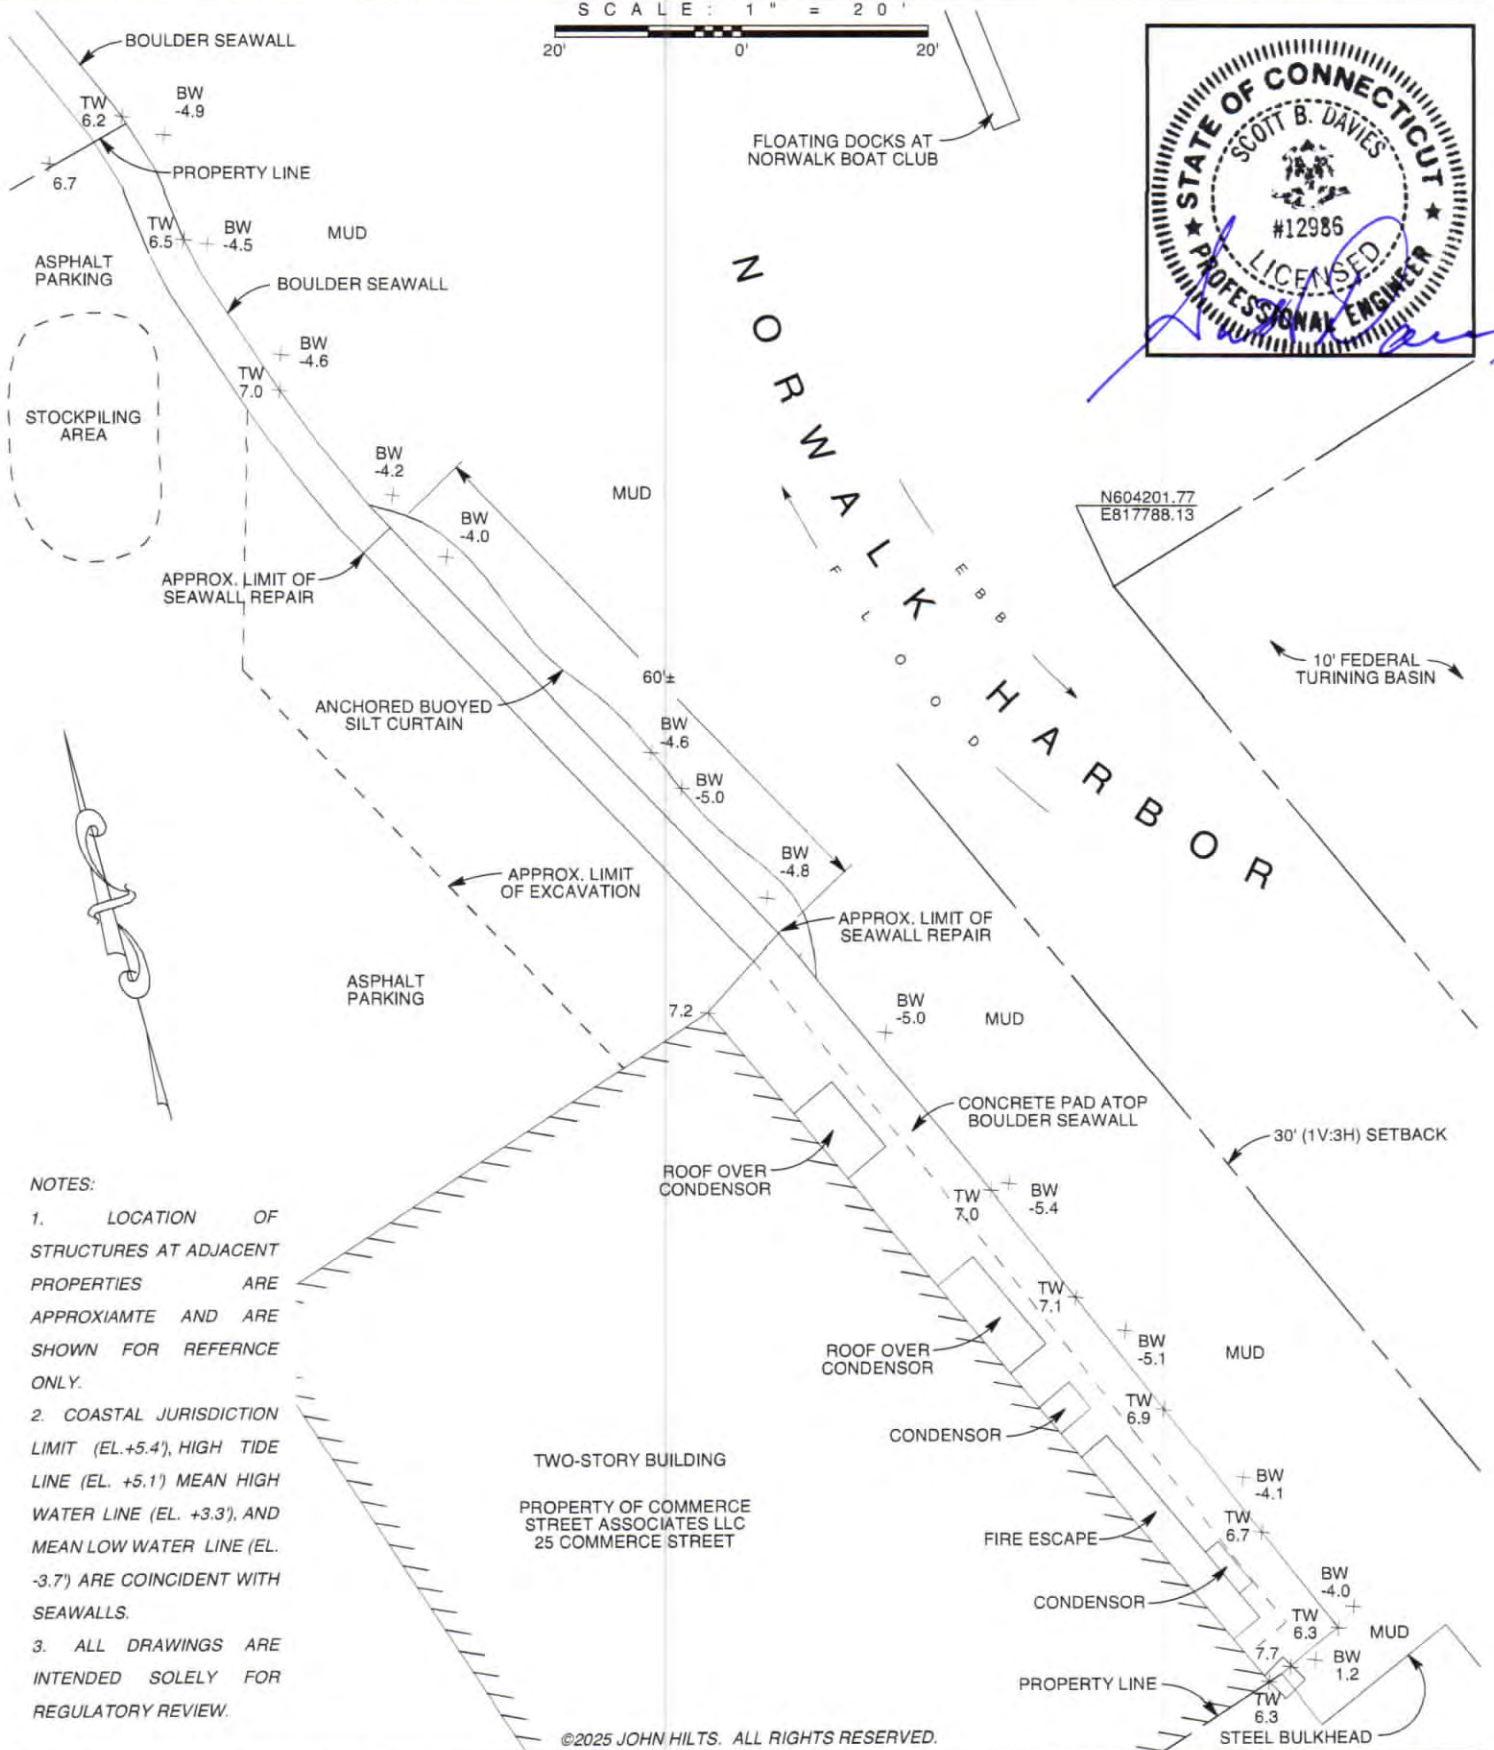 SCALE: 1" = 20'
20' 0' 20'
BOULDER SEAWALL
TW
6.2
BW
-4.9
PROPERTY LINE
6.7
FLOATING DOCKS AT
NORWALK BOAT CLUB
STATE OF CONNECTICUT
SCOTT B. DAVIES
#12986
LICENSED
PROFESSIONAL ENGINEER
TW
6.5
BW
-4.5
MUD
ASPHALT
PARKING
BOULDER SEAWALL
BW
-4.6
TW
7.0
STOCKPILING
AREA
NORWALK HARBOR
BW
-4.2
MUD
BW
-4.0
N604201.77
E817788.13
APPROX. LIMIT OF
SEAWALL REPAIR
EBB
FLOOD
10' FEDERAL
TURINING BASIN
60'±
ANCHORED BUOYED
SILT CURTAIN
BW
-4.6
BW
-5.0
BW
-4.8
APPROX. LIMIT
OF EXCAVATION
APPROX. LIMIT OF
SEAWALL REPAIR
ASPHALT
PARKING
7.2
BW
-5.0
MUD
CONCRETE PAD ATOP
BOULDER SEAWALL
30' (1V:3H) SETBACK
ROOF OVER
CONDENSOR
TW
7.0
BW
-5.4
NOTES:
1. LOCATION OF
STRUCTURES AT ADJACENT
PROPERTIES ARE
APPROXIAMTE AND ARE
SHOWN FOR REFERNCE
ONLY.
2. COASTAL JURISDICTION
LIMIT (EL.+5.4'), HIGH TIDE
LINE (EL. +5.1') MEAN HIGH
WATER LINE (EL. +3.3'), AND
MEAN LOW WATER LINE (EL.
-3.7') ARE COINCIDENT WITH
SEAWALLS.
3. ALL DRAWINGS ARE
INTENDED SOLELY FOR
REGULATORY REVIEW.
TW
7.1
ROOF OVER
CONDENSOR
BW
-5.1
MUD
TW
6.9
CONDENSOR
TWO-STORY BUILDING
PROPERTY OF COMMERCE
STREET ASSOCIATES LLC
25 COMMERCE STREET
BW
-4.1
TW
6.7
FIRE ESCAPE
BW
-4.0
CONDENSOR
TW
6.3
MUD
7.7
BW
1.2
PROPERTY LINE
TW
6.3
STEEL BULKHEAD
©2025 JOHN HILTS. ALL RIGHTS RESERVED.